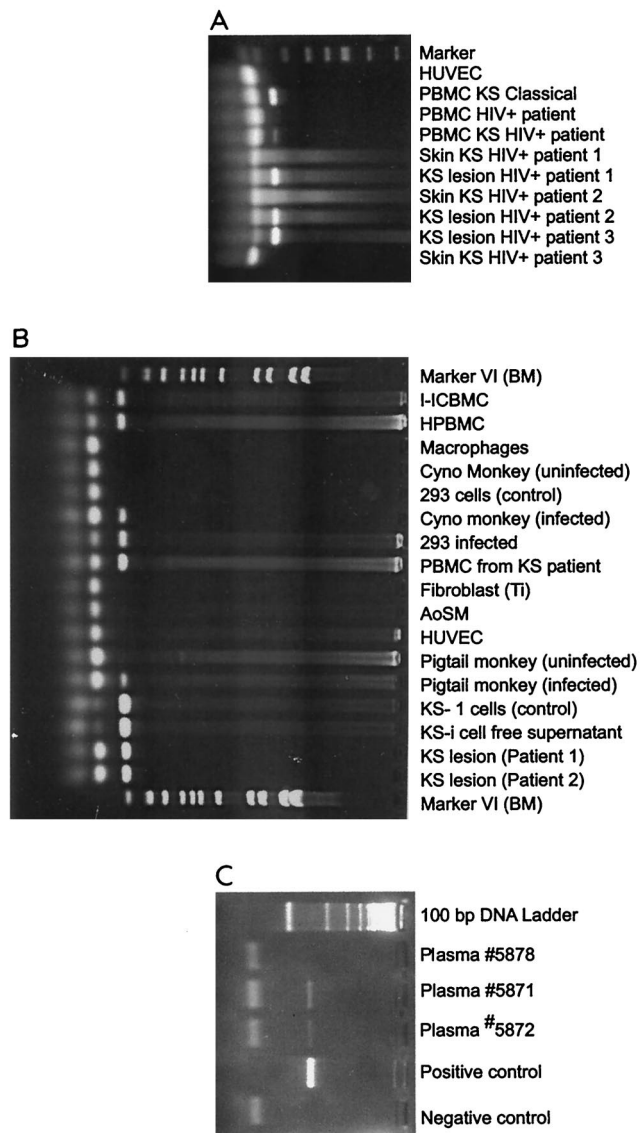 A
Marker
HUVEC
PBMC KS Classical
PBMC HIV+ patient
PBMC KS HIV+ patient
Skin KS HIV+ patient 1
KS lesion HIV+ patient 1
Skin KS HIV+ patient 2
KS lesion HIV+ patient 2
KS lesion HIV+ patient 3
Skin KS HIV+ patient 3
B
Marker VI (BM)
I-ICBMC
HPBMC
Macrophages
Cyno Monkey (uninfected)
293 cells (control)
Cyno monkey (infected)
293 infected
PBMC from KS patient
Fibroblast (Ti)
AoSM
HUVEC
Pigtail monkey (uninfected)
Pigtail monkey (infected)
KS- 1 cells (control)
KS-i cell free supernatant
KS lesion (Patient 1)
KS lesion (Patient 2)
Marker VI (BM)
C
100 bp DNA Ladder
Plasma #5878
Plasma #5871
Plasma #5872
Positive control
Negative control